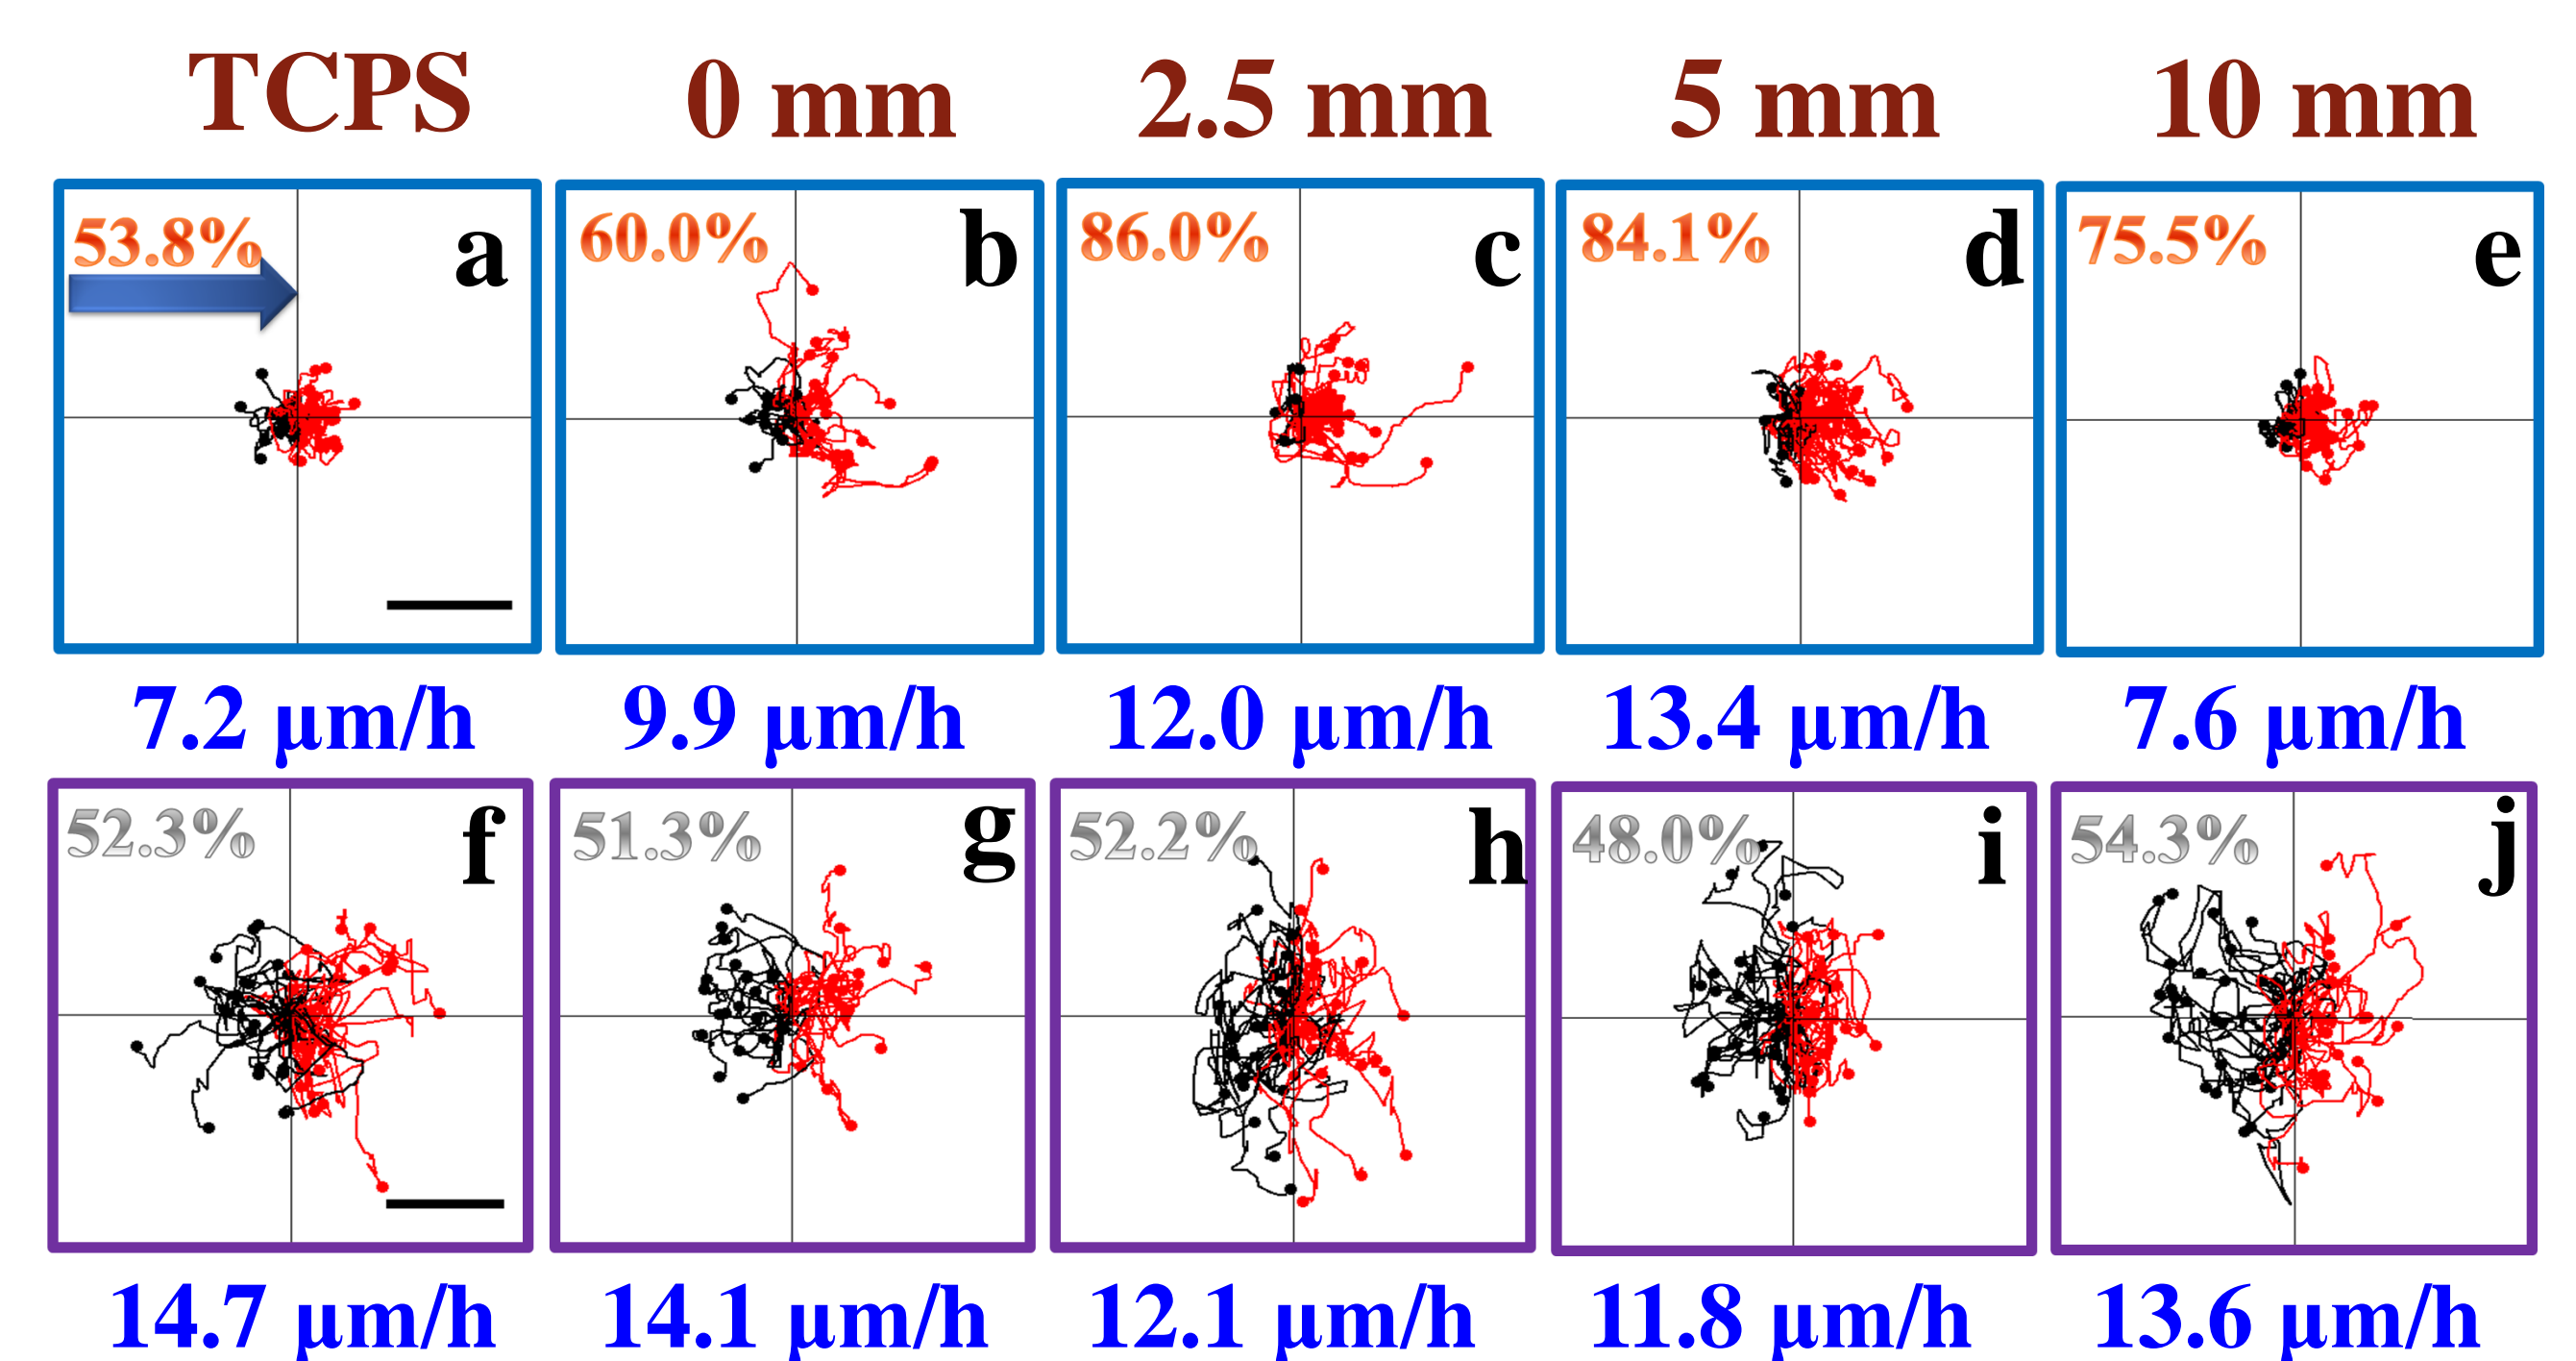 TCPS 0 mm 2.5 mm 5 mm 10 mm
53.8% a 60.0% b 86.0% c 84.1% d 75.5% e
7.2 µm/h 9.9 µm/h 12.0 µm/h 13.4 µm/h 7.6 µm/h
52.3% f 51.3% g 52.2% h 48.0% i 54.3% j
14.7 µm/h 14.1 µm/h 12.1 µm/h 11.8 µm/h 13.6 µm/h